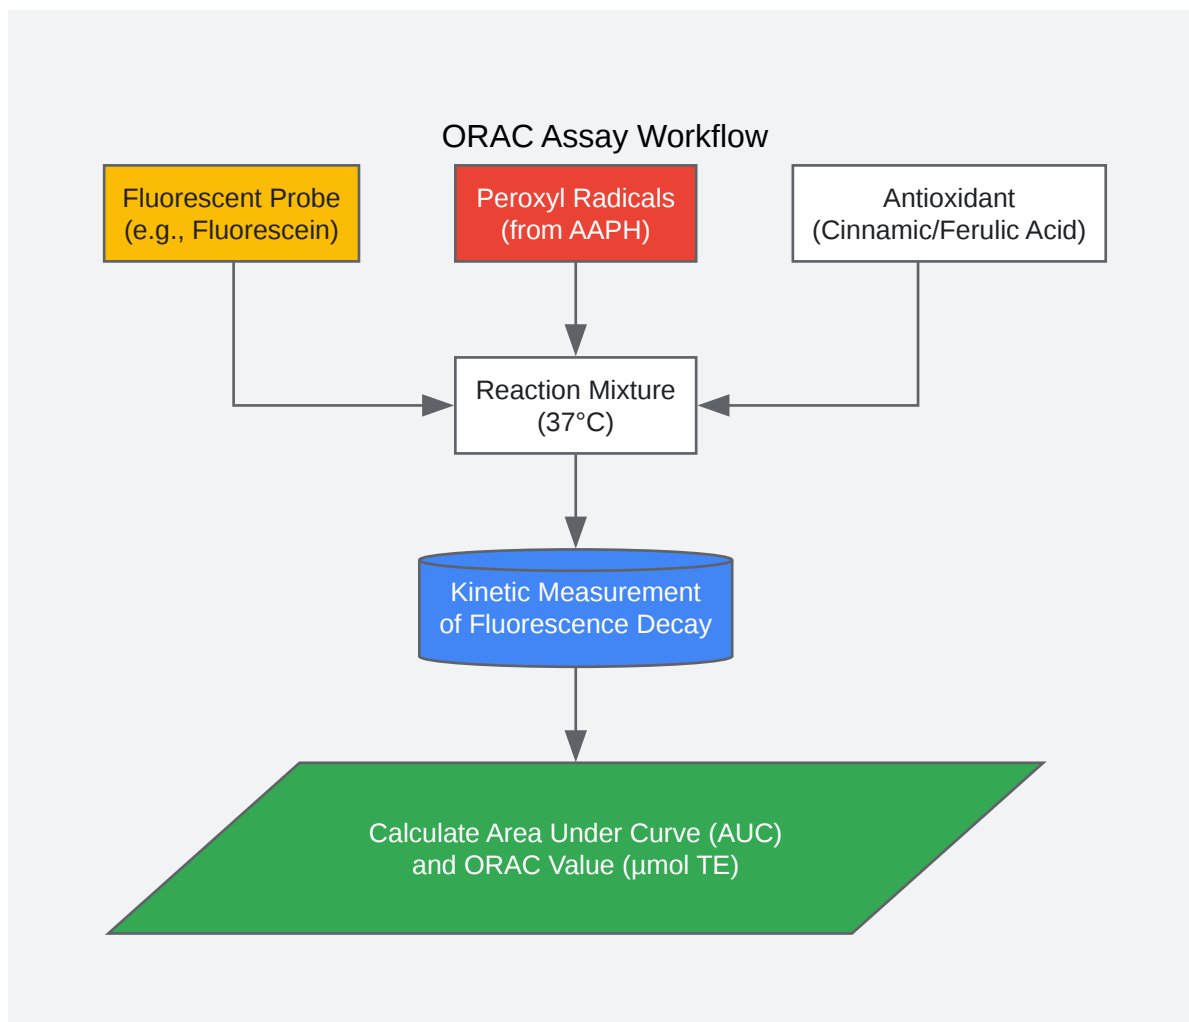 ORAC Assay Workflow
Fluorescent Probe
(e.g., Fluorescein)
Peroxyl Radicals
(from AAPH)
Antioxidant
(Cinnamic/Ferulic Acid)
Reaction Mixture
(37°C)
Kinetic Measurement
of Fluorescence Decay
Calculate Area Under Curve (AUC)
and ORAC Value (µmol TE)